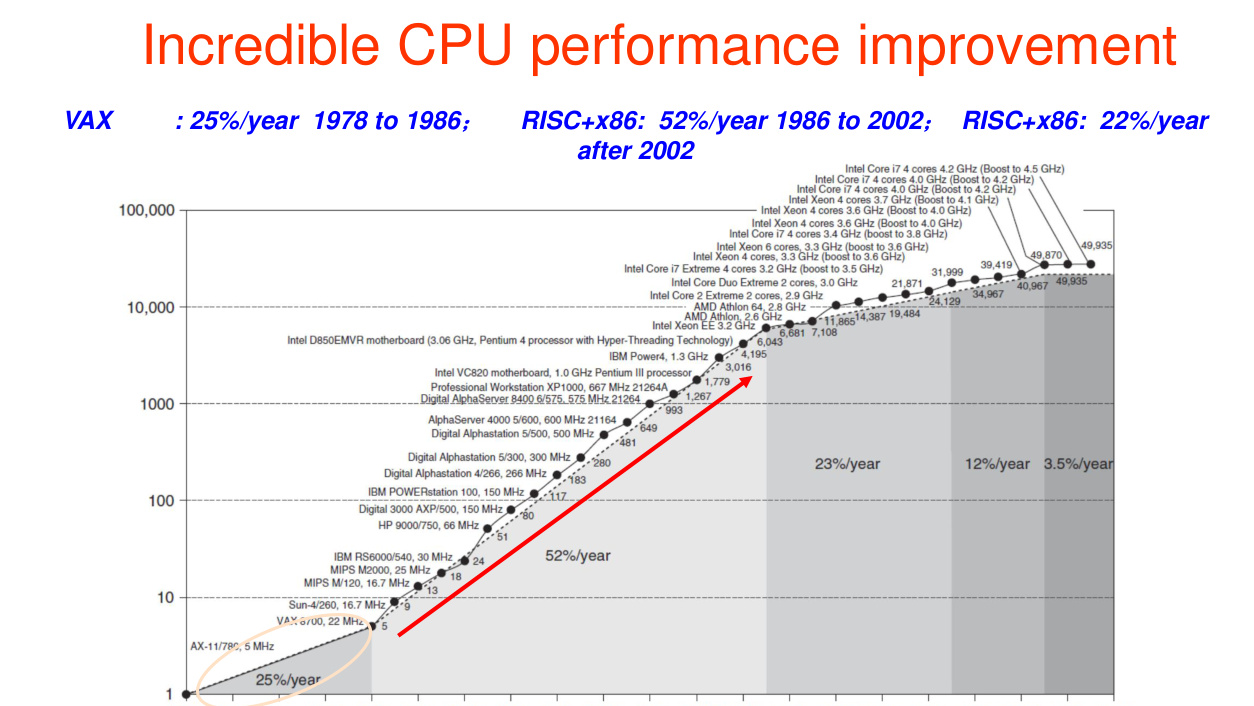 Incredible CPU performance improvement
VAX : 25%/year 1978 to 1986; RISC+x86: 52%/year 1986 to 2002; RISC+x86: 22%/year
after 2002
Intel Core i7 4 cores 4.2 GHz (Boost to 4.5 GHz)
Intel Core i7 4 cores 4.0 GHz (Boost to 4.2 GHz)
Intel Core i7 4 cores 4.0 GHz (Boost to 4.2 GHz)
Intel Xeon 4 cores 3.7 GHz (Boost to 4.1 GHz)
Intel Xeon 4 cores 3.6 GHz (Boost to 4.0 GHz)
Intel Xeon 4 cores 3.6 GHz (Boost to 4.0 GHz)
Intel Core i7 4 cores 3.4 GHz (boost to 3.8 GHz)
Intel Xeon 6 cores, 3.3 GHz (boost to 3.6 GHz)
Intel Xeon 4 cores, 3.3 GHz (boost to 3.6 GHz)
Intel Core i7 Extreme 4 cores 3.2 GHz (boost to 3.5 GHz)
Intel Core Duo Extreme 2 cores, 3.0 GHz
Intel Core 2 Extreme 2 cores, 2.9 GHz
AMD Athlon 64, 2.8 GHz
AMD Athlon, 2.6 GHz
Intel Xeon EE 3.2 GHz
Intel D850EMVR motherboard (3.06 GHz, Pentium 4 processor with Hyper-Threading Technology)
IBM Power4, 1.3 GHz
Intel VC820 motherboard, 1.0 GHz Pentium III processor
Professional Workstation XP1000, 667 MHz 21264A
Digital AlphaServer 8400 6/575, 575 MHz 21264
AlphaServer 4000 5/600, 600 MHz 21164
Digital Alphastation 5/500, 500 MHz
Digital Alphastation 5/300, 300 MHz
Digital Alphastation 4/266, 266 MHz
IBM POWERstation 100, 150 MHz
Digital 3000 AXP/500, 150 MHz
HP 9000/750, 66 MHz
IBM RS6000/540, 30 MHz
MIPS M2000, 25 MHz
MIPS M/120, 16.7 MHz
Sun-4/260, 16.7 MHz
VAX 8700, 22 MHz
AX-11/780, 5 MHz
100,000
10,000
1000
100
10
1
5
9
13
18
24
51
80
117
183
280
481
649
993
1,267
1,779
3,016
4,195
6,043
6,681
7,108
11,865
14,387
19,484
21,871
24,129
31,999
34,967
39,419
40,967
49,870
49,935
49,935
25%/year
52%/year
23%/year
12%/year
3.5%/year